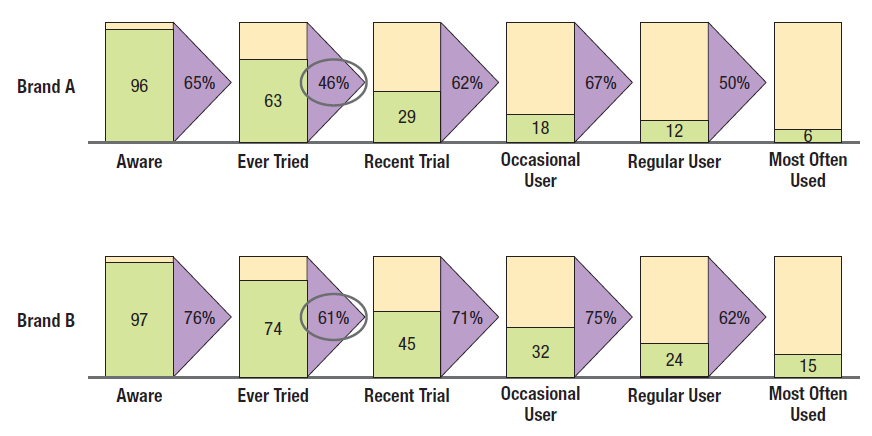 Brand A
96 65% 63 46% 29 62% 18 67% 12 50% 6
Aware Ever Tried Recent Trial Occasional User Regular User Most Often Used
Brand B
97 76% 74 61% 45 71% 32 75% 24 62% 15
Aware Ever Tried Recent Trial Occasional User Regular User Most Often Used